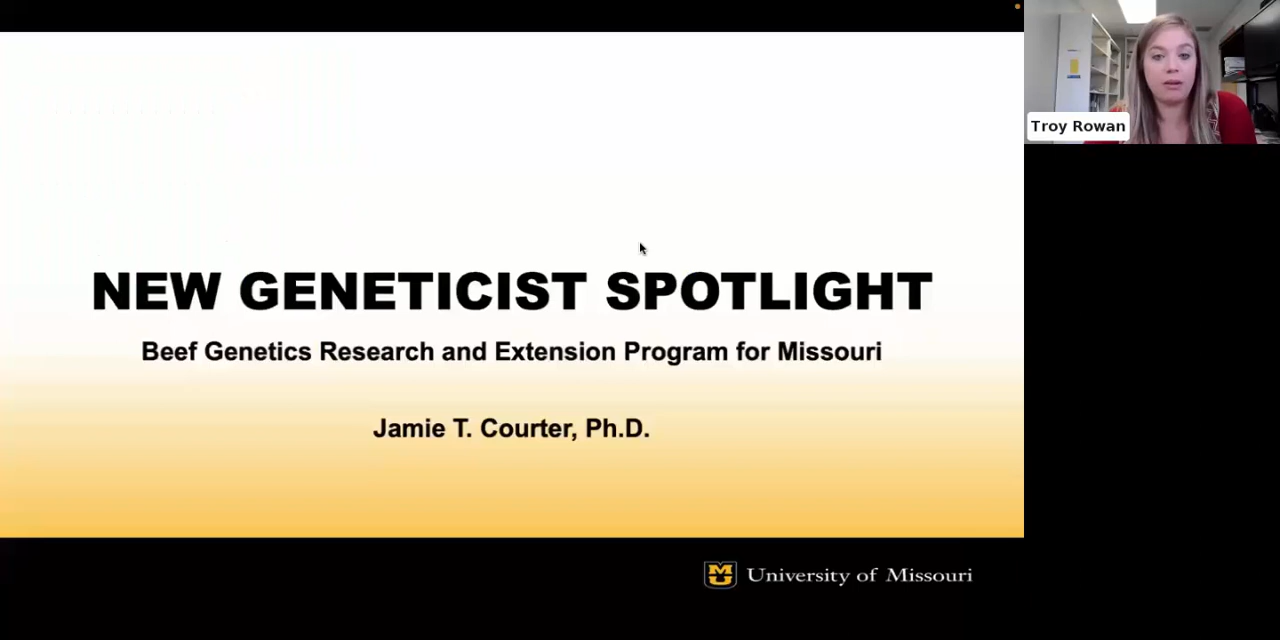 Troy Rowan
NEW GENETICIST SPOTLIGHT
Beef Genetics Research and Extension Program for Missouri
Jamie T. Courter, Ph.D.
University of Missouri